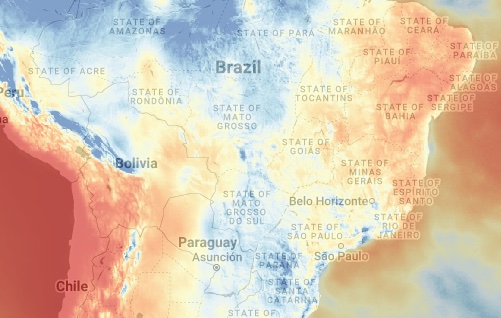 STATE OF
AMAZONAS
STATE OF PARÁ
STATE OF
MARANHÃO
STATE OF
CEARÁ
STATE OF
PARAÍBA
STATE OF
PIAUÍ
STATE OF ACRE
Brazil
STATE OF
ALAGOAS
Peru
STATE OF
RONDÔNIA
STATE OF
TOCANTINS
STATE OF
SERGIPE
STATE OF
MATO
GROSSO
STATE OF
BAHIA
STATE OF
GOIÁS
Bolivia
STATE OF
MINAS
GERAIS
STATE OF
ESPÍRITO
SANTO
STATE OF
MATO
GROSSO
DO SUL
Belo Horizonte
STATE OF
RIO DE
JANEIRO
STATE OF
SÃO PAULO
Paraguay
Asunción
São Paulo
STATE OF
PARANÁ
Chile
STATE OF
SANTA
CATARINA
STATE OF